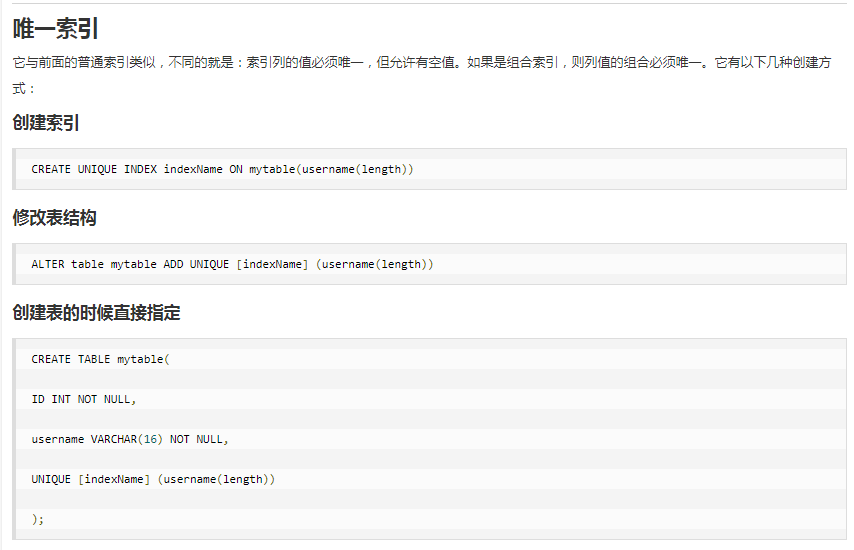 唯一索引
它与前面的普通索引类似，不同的就是：索引列的值必须唯一，但允许有空值。如果是组合索引，则列值的组合必须唯一。它有以下几种创建方
式：
创建索引
CREATE UNIQUE INDEX indexName ON mytable(username(length))
修改表结构
ALTER table mytable ADD UNIQUE [indexName] (username(length))
创建表的时候直接指定
CREATE TABLE mytable(
ID INT NOT NULL,
username VARCHAR(16) NOT NULL,
UNIQUE [indexName] (username(length))
);